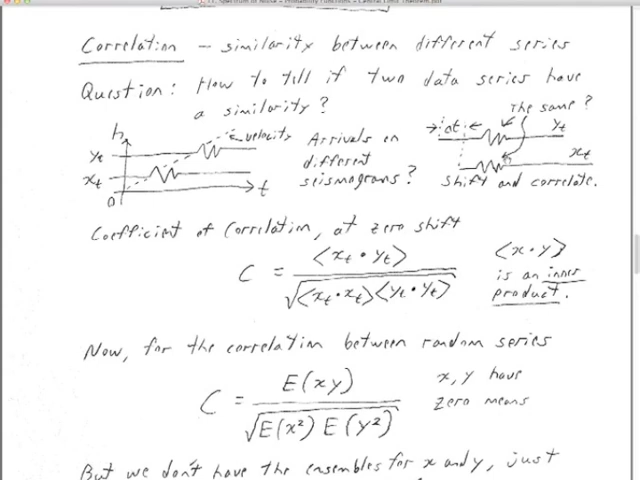 Correlation - similarity between different series
Question: How to till if two data series have
a similarity?
The same?
h
velocity
yt
xt
0
t
Arrivals on
different
seismograms?
Δt
yt
xt
shift and correlate.
Coefficient of Correlation, at zero shift
C = <xt · yt> / √<xt · xt><yt · yt>
<x · y>
is an inner
product.
Now, for the correlation between random series
C = E(xy) / √E(x²) E(y²)
x, y have
zero means
But we don't have the ensembles for x and y, just